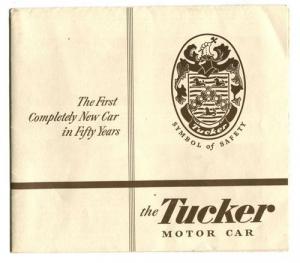 The First
Completely New Car
in Fifty Years
Tucker
SYMBOL of SAFETY
the Tucker
MOTOR CAR